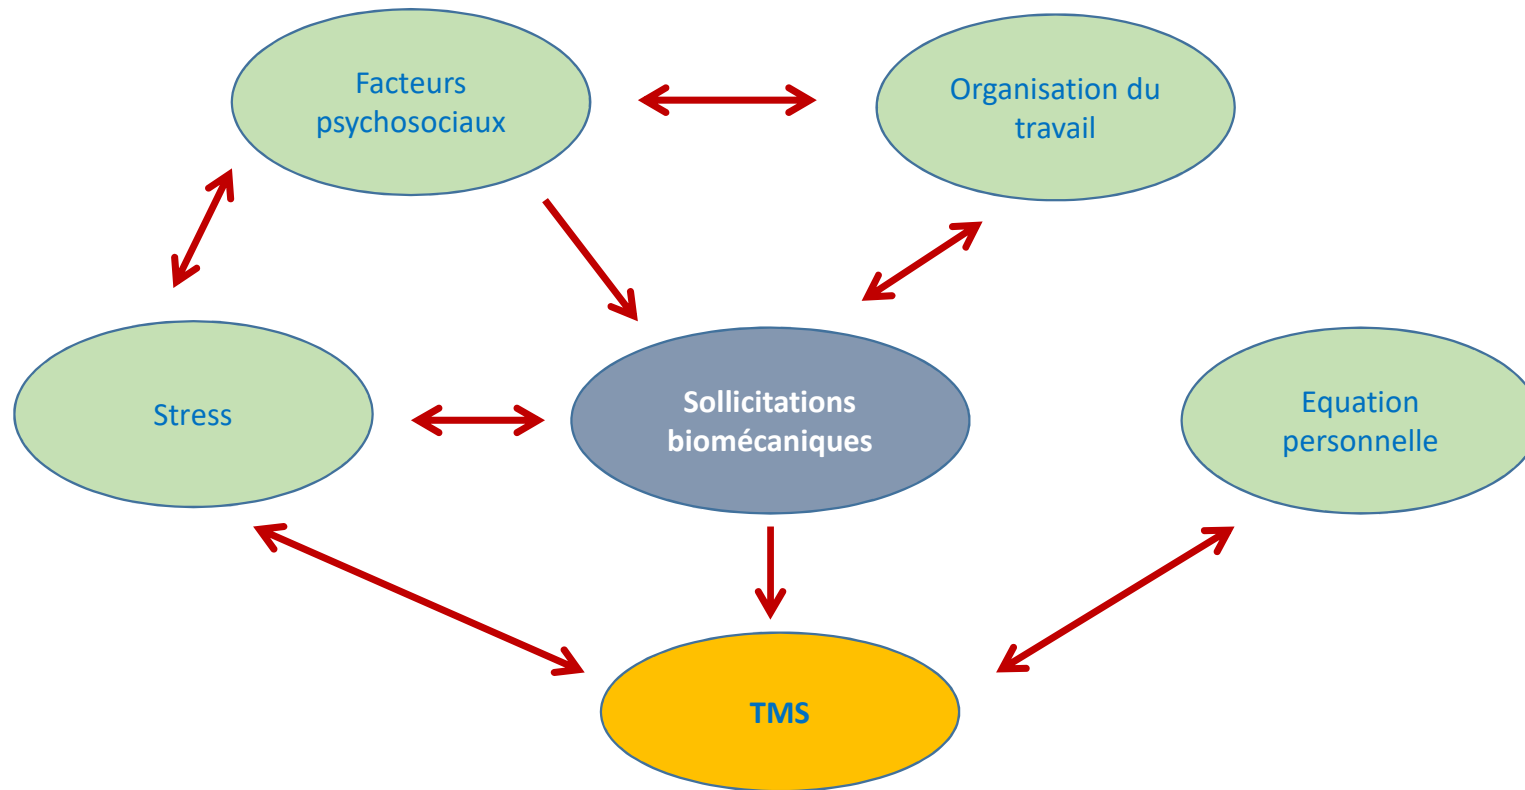 Facteurs
psychosociaux
Organisation du
travail
Stress
Sollicitations
biomécaniques
Equation
personnelle
TMS